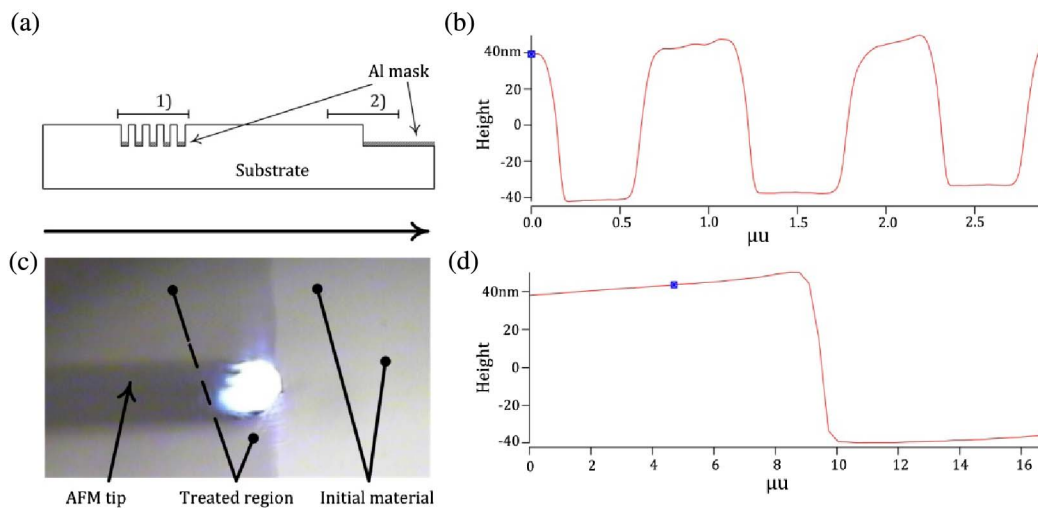 (a)
Al mask
1)
2)
Substrate
(b)
40nm
20
0
-20
-40
Height
0.0
0.5
1.0
1.5
2.0
2.5
μu
(c)
AFM tip
Treated region
Initial material
(d)
40nm
20
0
-20
-40
Height
0
2
4
6
8
10
12
14
16
μu